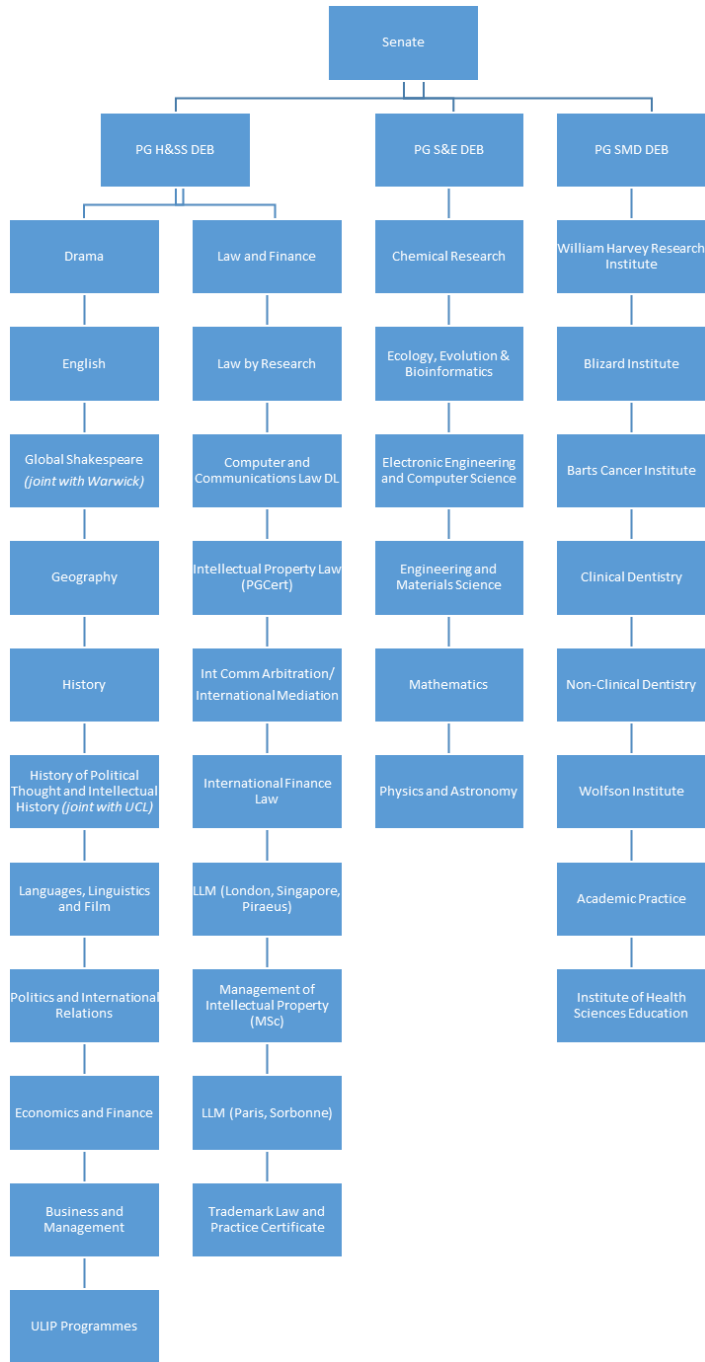 Senate
PG H&SS DEB
PG S&E DEB
PG SMD DEB
Drama
Law and Finance
Chemical Research
William Harvey Research
Institute
English
Law by Research
Ecology, Evolution &
Bioinformatics
Blizard Institute
Global Shakespeare
(joint with Warwick)
Computer and
Communications Law DL
Electronic Engineering
and Computer Science
Barts Cancer Institute
Geography
Intellectual Property Law
(PGCert)
Engineering and
Materials Science
Clinical Dentistry
History
Int Comm Arbitration/
International Mediation
Mathematics
Non-Clinical Dentistry
History of Political
Thought and Intellectual
History (joint with UCL)
International Finance
Law
Physics and Astronomy
Wolfson Institute
Languages, Linguistics
and Film
LLM (London, Singapore,
Piraeus)
Academic Practice
Politics and International
Relations
Management of
Intellectual Property
(MSc)
Institute of Health
Sciences Education
Economics and Finance
LLM (Paris, Sorbonne)
Business and
Management
Trademark Law and
Practice Certificate
ULIP Programmes